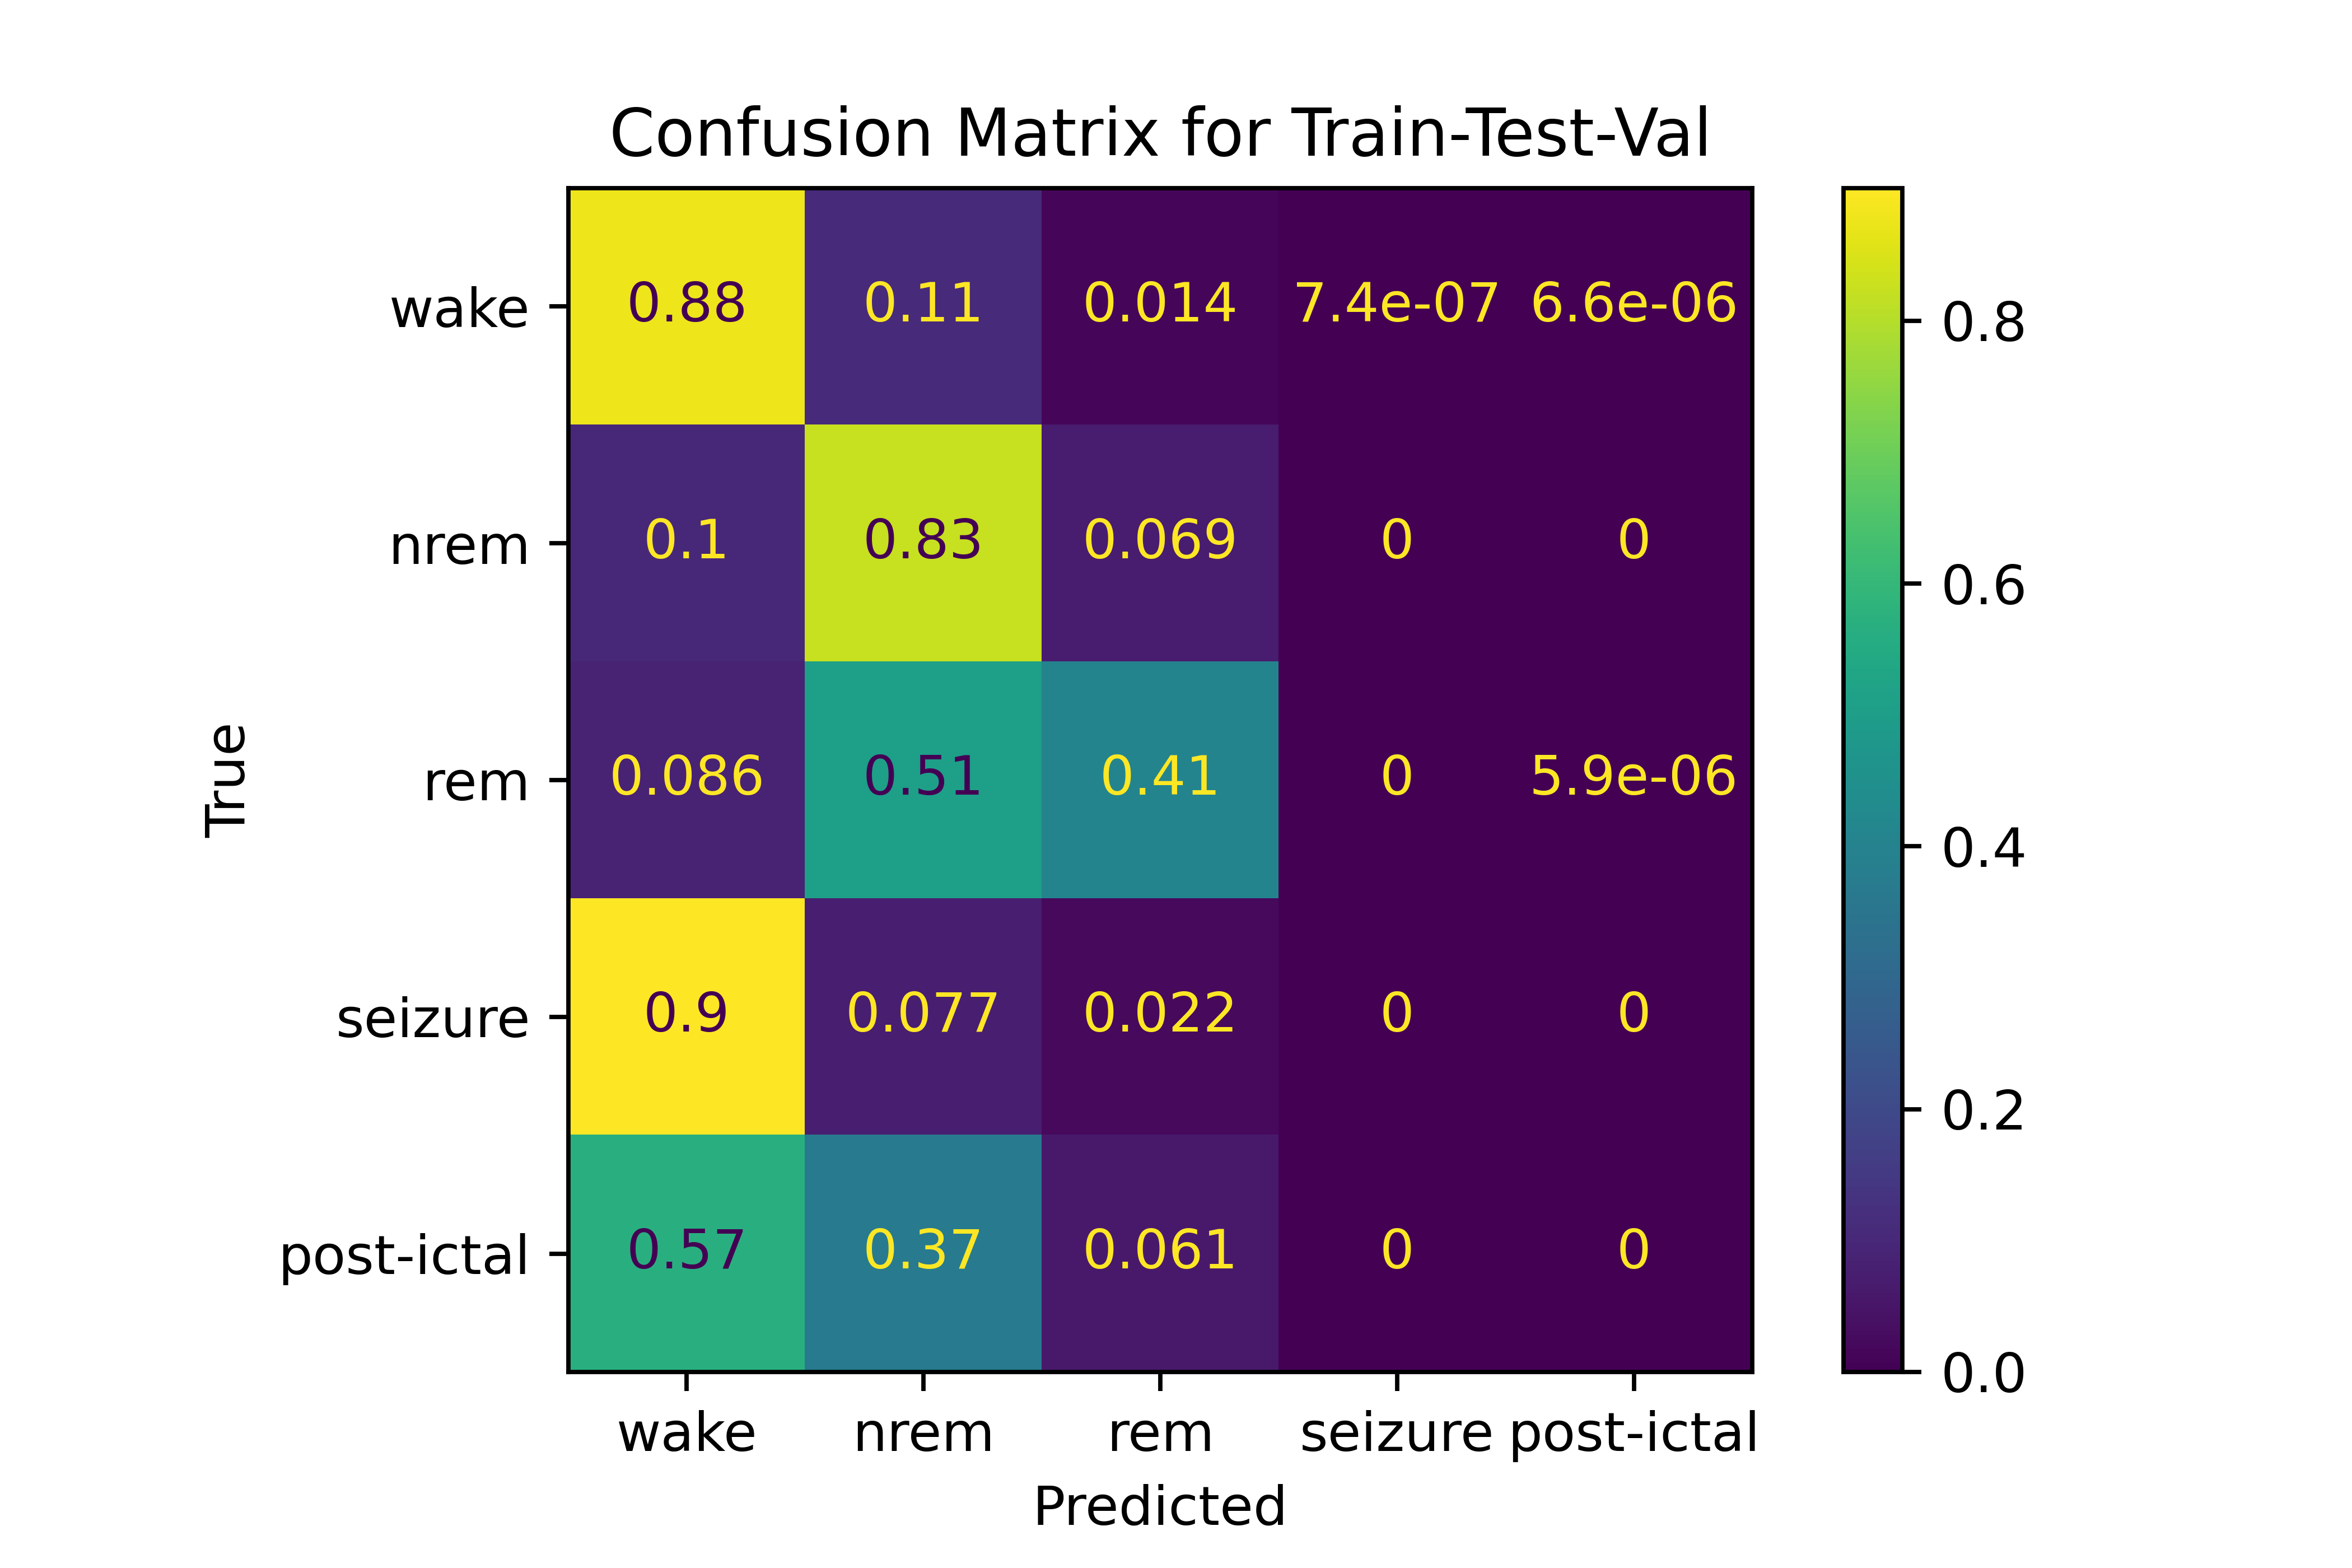 Confusion Matrix for Train-Test-Val
wake 0.88 0.11 0.014 7.4e-07 6.6e-06
nrem 0.1 0.83 0.069 0 0
rem 0.086 0.51 0.41 0 5.9e-06
seizure 0.9 0.077 0.022 0 0
post-ictal 0.57 0.37 0.061 0 0
True
wake nrem rem seizure post-ictal
Predicted
0.8
0.6
0.4
0.2
0.0